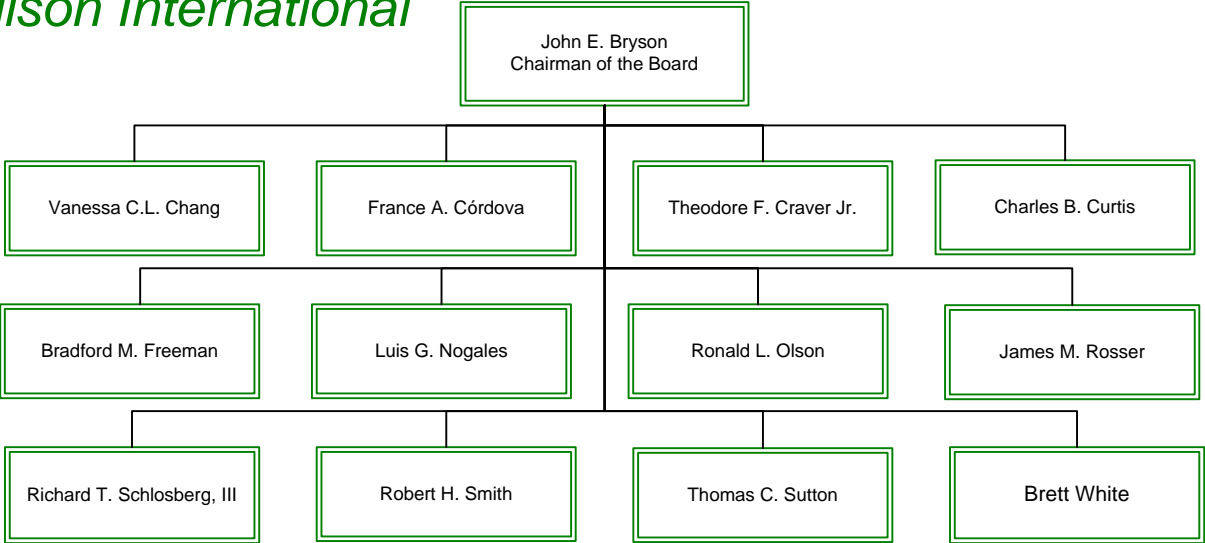 International
John E. Bryson
Chairman of the Board
Vanessa C.L. Chang
France A. Córdova
Theodore F. Craver Jr.
Charles B. Curtis
Bradford M. Freeman
Luis G. Nogales
Ronald L. Olson
James M. Rosser
Richard T. Schlosberg, III
Robert H. Smith
Thomas C. Sutton
Brett White